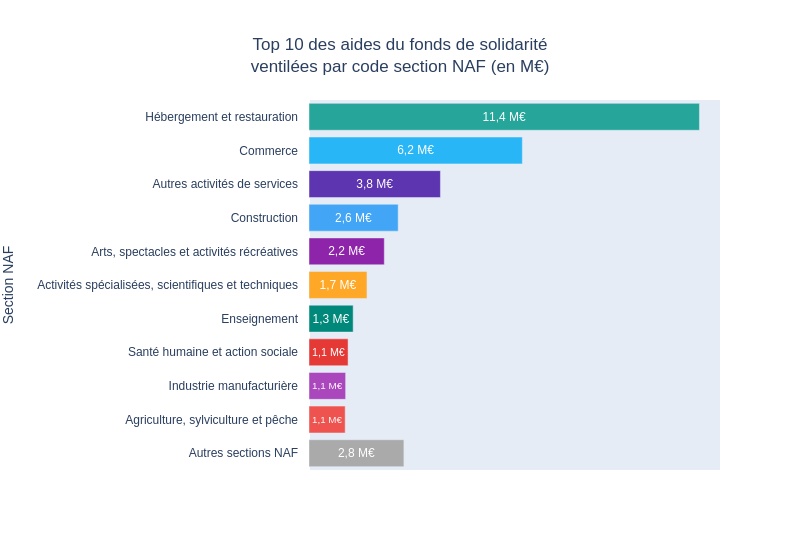 Top 10 des aides du fonds de solidarité
ventilées par code section NAF (en M€)
Section NAF
Hébergement et restauration 11,4 M€
Commerce 6,2 M€
Autres activités de services 3,8 M€
Construction 2,6 M€
Arts, spectacles et activités récréatives 2,2 M€
Activités spécialisées, scientifiques et techniques 1,7 M€
Enseignement 1,3 M€
Santé humaine et action sociale 1,1 M€
Industrie manufacturière 1,1 M€
Agriculture, sylviculture et pêche 1,1 M€
Autres sections NAF 2,8 M€